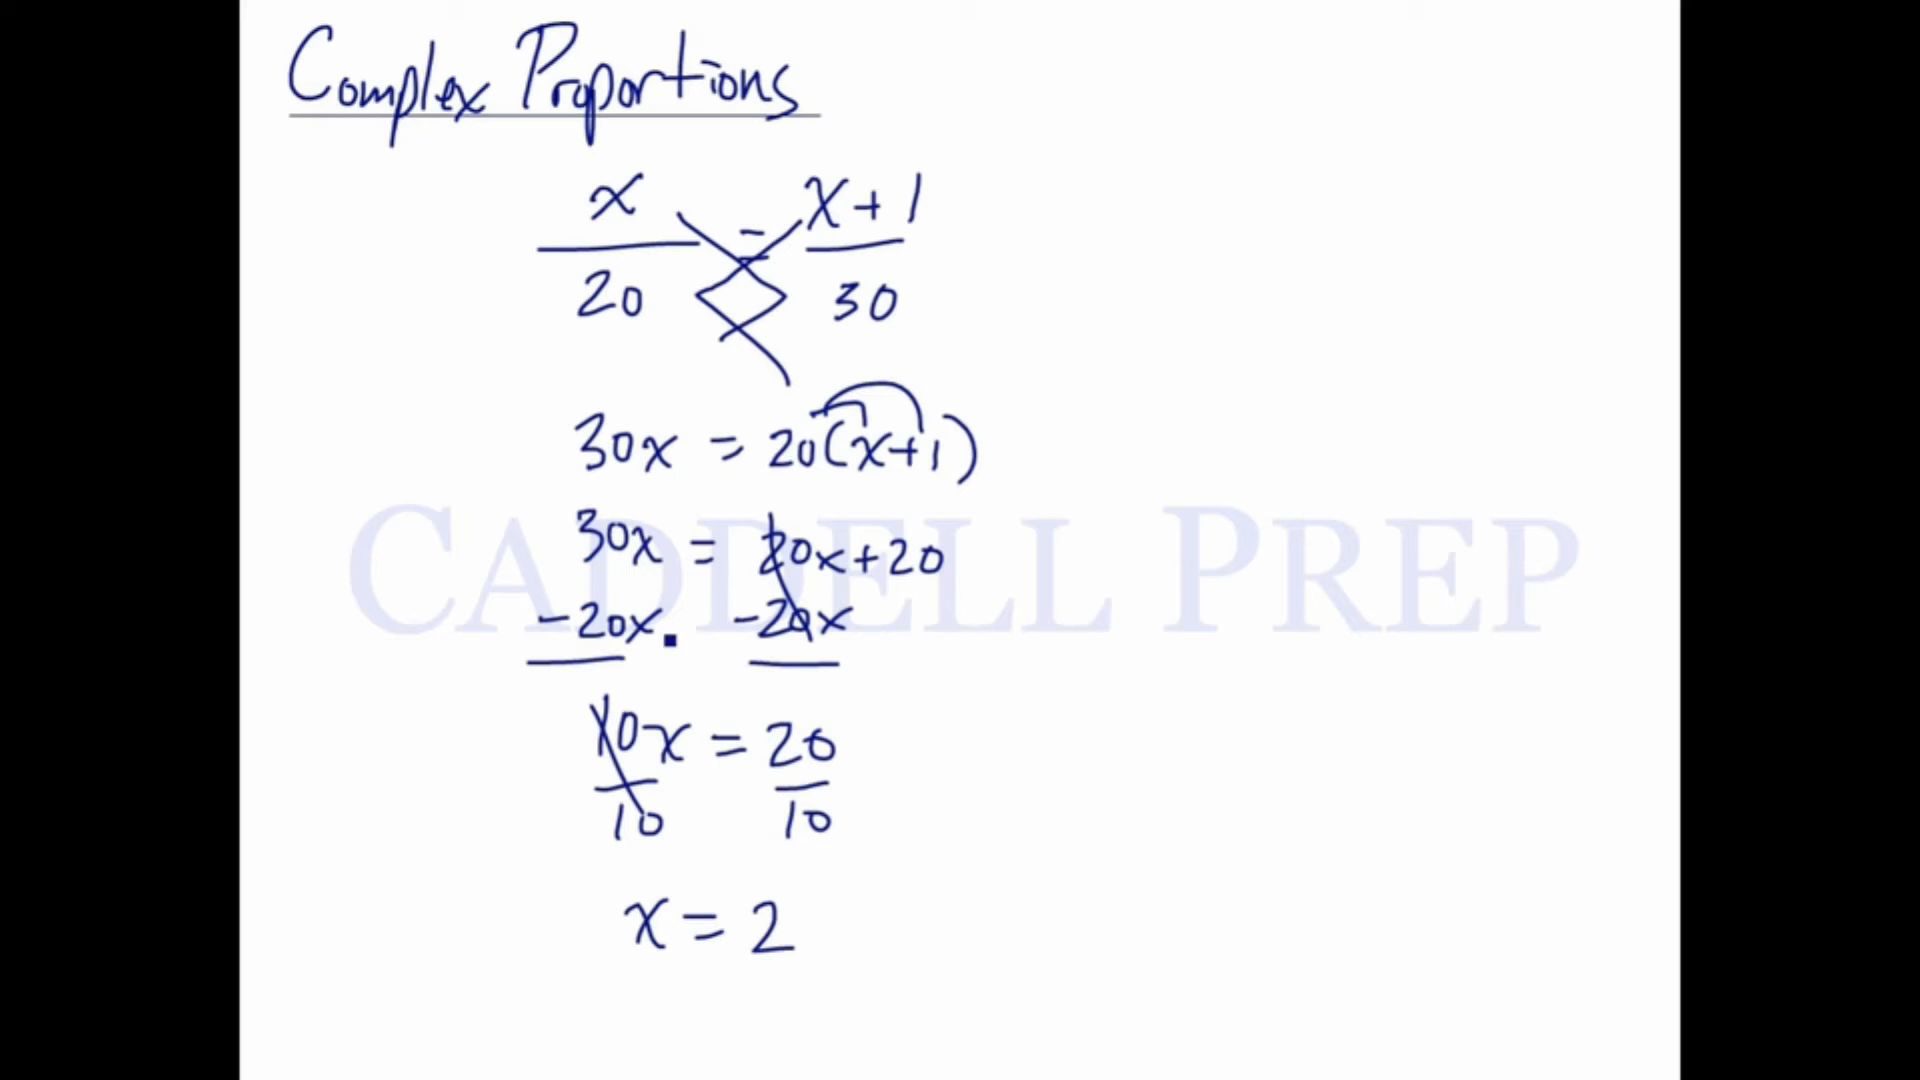 Complex Proportions
x/20 = x+1/30
30x = 20(x+1)
30x = 20x+20
-20x. -20x
10x/10 = 20/10
x = 2
CADDELL PREP